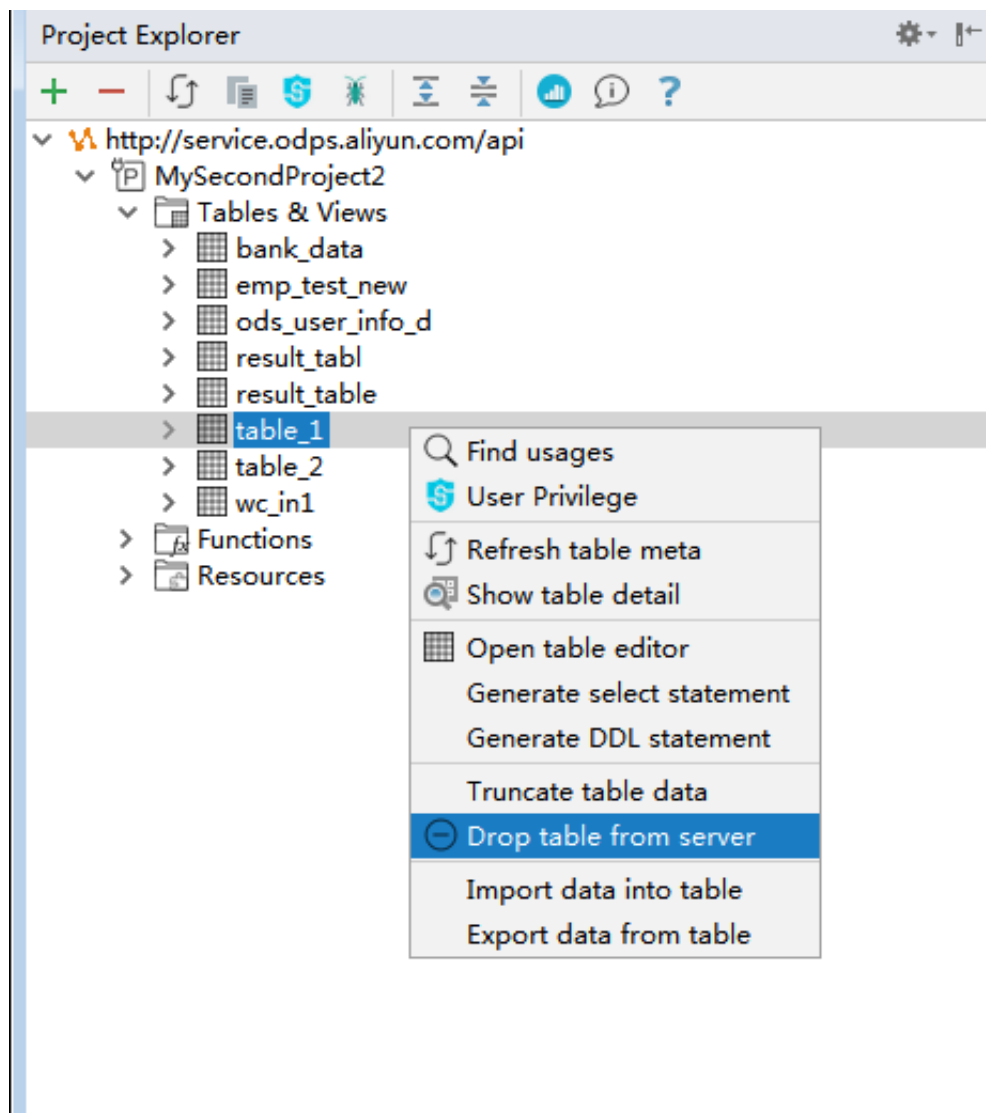 Project Explorer
http://service.odps.aliyun.com/api
MySecondProject2
Tables & Views
bank_data
emp_test_new
ods_user_info_d
result_tabl
result_table
table_1
table_2
wc_in1
Functions
Resources
Find usages
User Privilege
Refresh table meta
Show table detail
Open table editor
Generate select statement
Generate DDL statement
Truncate table data
Drop table from server
Import data into table
Export data from table